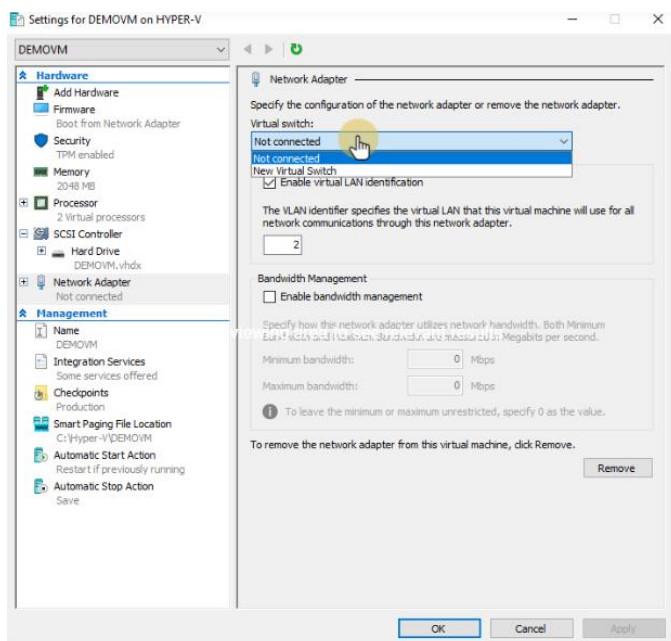 Settings for DEMOVM on HYPER-V
DEMOVM
Hardware
Add Hardware
Firmware
Boot from Network Adapter
Security
TPM enabled
Memory
2048 MB
Processor
2 Virtual processors
SCSI Controller
Hard Drive
DEMOVM.vhdx
Network Adapter
Not connected
Management
Name
DEMOVM
Integration Services
Some services offered
Checkpoints
Production
Smart Paging File Location
C:\Hyper-V\DEMOVM
Automatic Start Action
Restart if previously running
Automatic Stop Action
Save
Network Adapter
Specify the configuration of the network adapter or remove the network adapter.
Virtual switch:
Not connected
Not connected
New Virtual Switch
Enable virtual LAN identification
The VLAN identifier specifies the virtual LAN that this virtual machine will use for all
network communications through this network adapter.
2
Bandwidth Management
Enable bandwidth management
Specify how this network adapter utilizes network bandwidth. Both Minimum
Megabits per second.
Minimum bandwidth:
0 Mbps
Maximum bandwidth:
0 Mbps
To leave the minimum or maximum unrestricted, specify 0 as the value.
To remove the network adapter from this virtual machine, click Remove.
Remove
OK
Cancel
Apply